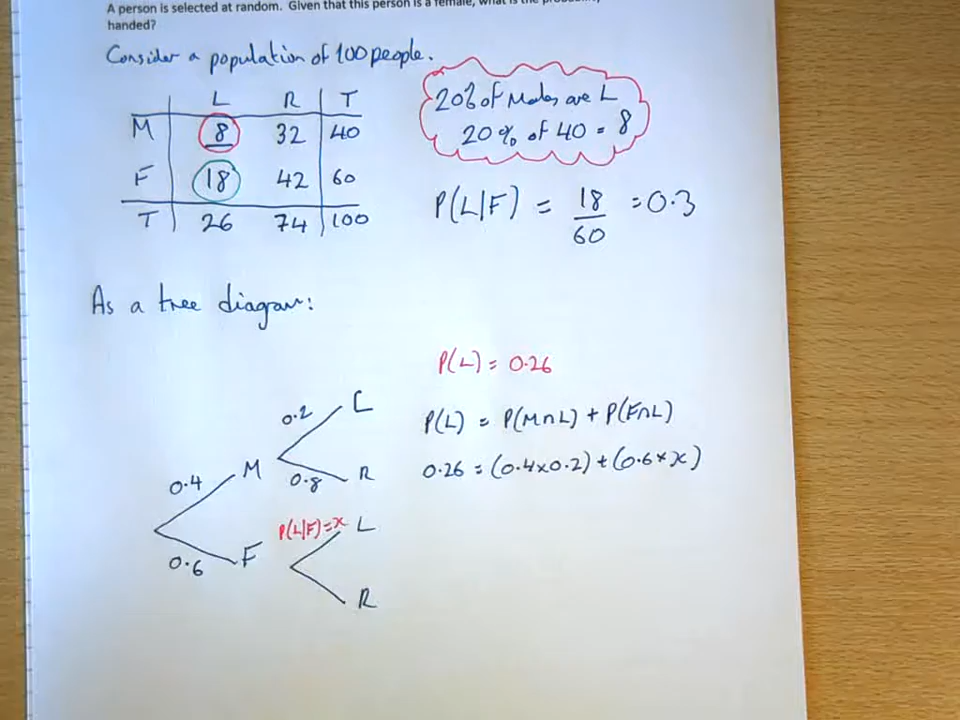 A person is selected at random. Given that this person is a female, what is the
handed?
Consider a population of 100 people.
L R T
M 8 32 40
F 18 42 60
T 26 74 100
20% of Males are L
20% of 40 = 8
P(L|F) = 18/60 = 0.3
As a tree diagram:
P(L) = 0.26
P(L) = P(M∩L) + P(F∩L)
0.26 = (0.4×0.2) + (0.6×x)
0.2 L
0.4 M 0.8 R
P(L|F)=x L
0.6 F
R